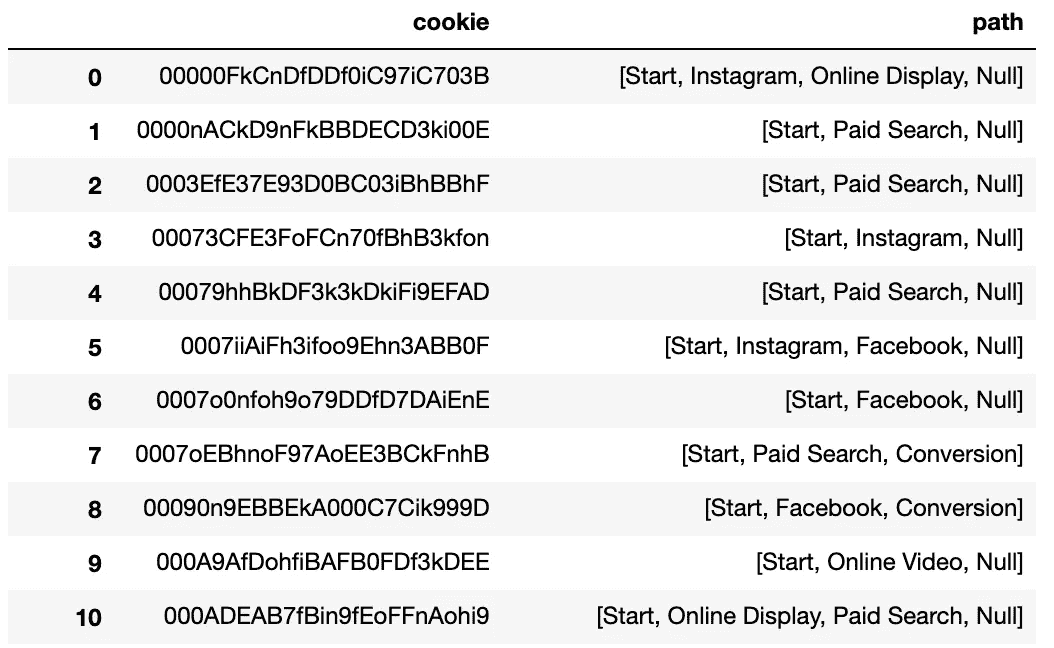 cookie path
0 00000FkCnDfDDf0iC97iC703B [Start, Instagram, Online Display, Null]
1 0000nACkD9nFkBBDECD3ki00E [Start, Paid Search, Null]
2 0003EfE37E93D0BC03iBhBBhF [Start, Paid Search, Null]
3 00073CFE3FoFCn70fBhB3kfon [Start, Instagram, Null]
4 00079hhBkDF3k3kDkiFi9EFAD [Start, Paid Search, Null]
5 0007iiAiFh3ifoo9Ehn3ABB0F [Start, Instagram, Facebook, Null]
6 0007o0nfoh9o79DDfD7DAiEnE [Start, Facebook, Null]
7 0007oEBhnoF97AoEE3BCkFnhB [Start, Paid Search, Conversion]
8 00090n9EBBEkA000C7Cik999D [Start, Facebook, Conversion]
9 000A9AfDohfiBAFB0FDf3kDEE [Start, Online Video, Null]
10 000ADEAB7fBin9fEoFFnAohi9 [Start, Online Display, Paid Search, Null]